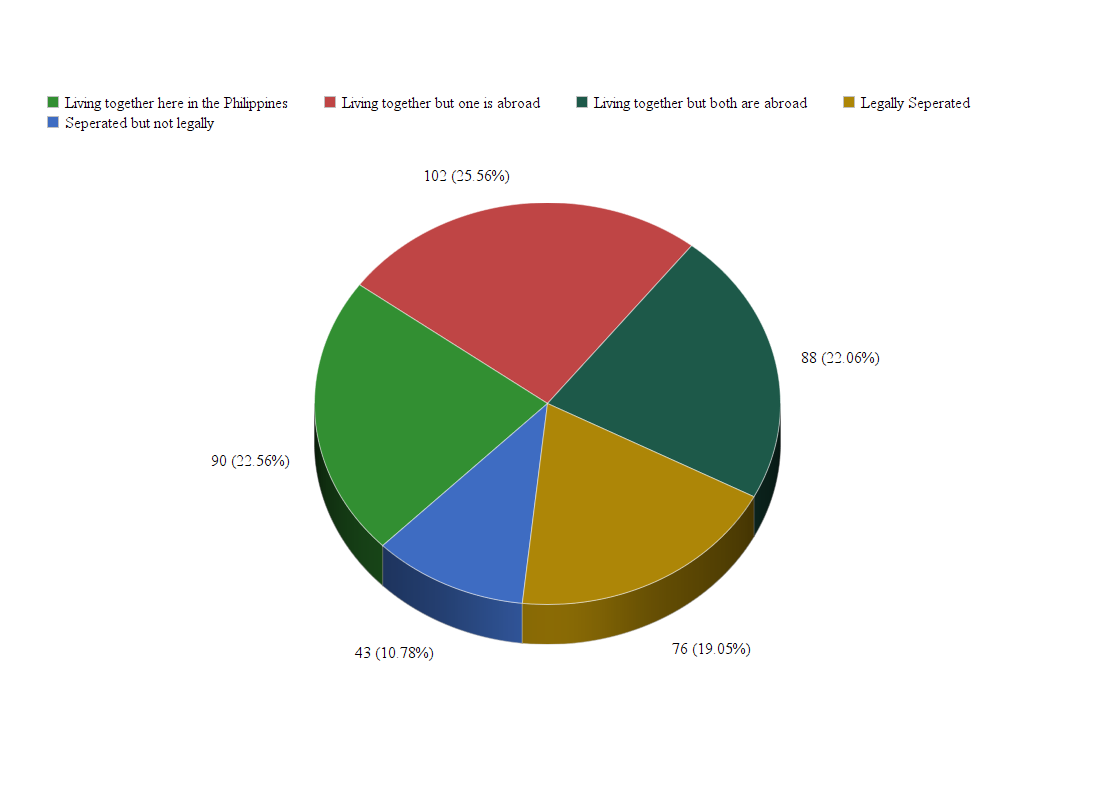 Living together here in the Philippines Living together but one is abroad Living together but both are abroad Legally Seperated
Seperated but not legally
102 (25.56%)
88 (22.06%)
90 (22.56%)
76 (19.05%)
43 (10.78%)